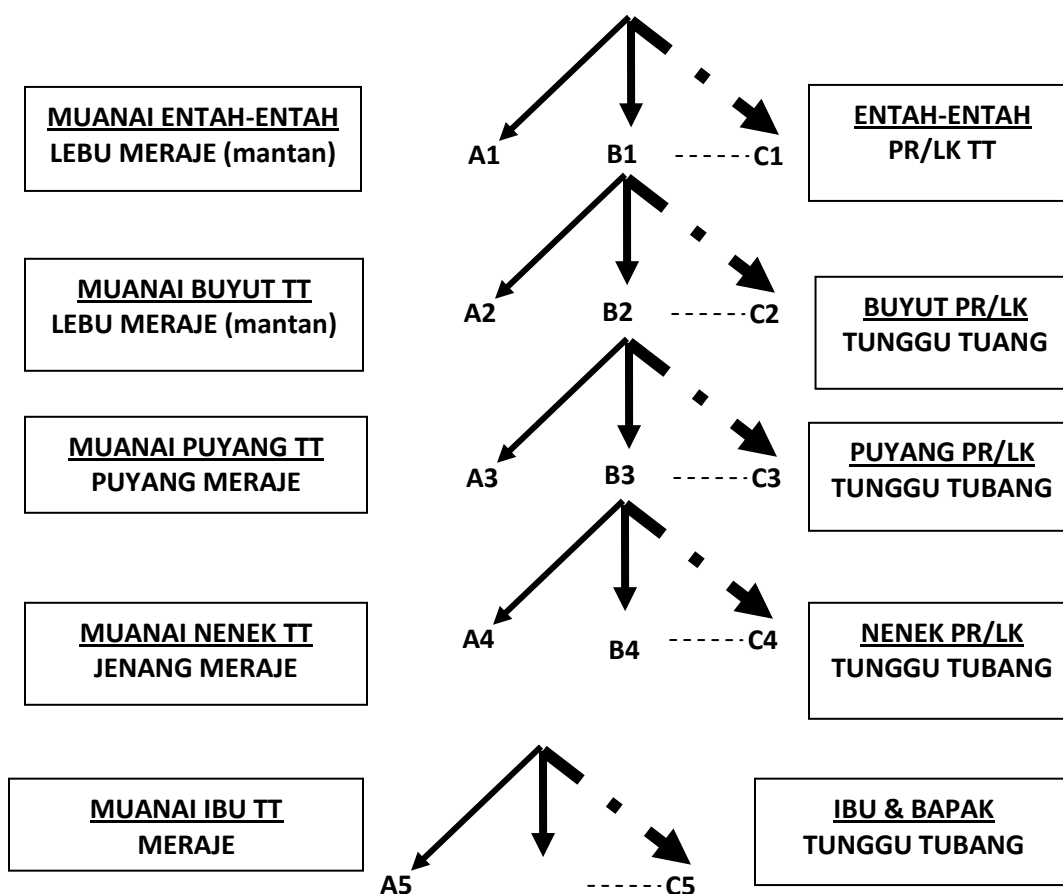 MUANAI ENTAH-ENTAH
LEBU MERAJE (mantan)
A1
B1
C1
ENTAH-ENTAH
PR/LK TT
MUANAI BUYUT TT
LEBU MERAJE (mantan)
A2
B2
C2
BUYUT PR/LK
TUNGGU TUANG
MUANAI PUYANG TT
PUYANG MERAJE
A3
B3
C3
PUYANG PR/LK
TUNGGU TUBANG
MUANAI NENEK TT
JENANG MERAJE
A4
B4
C4
NENEK PR/LK
TUNGGU TUBANG
MUANAI IBU TT
MERAJE
A5
C5
IBU & BAPAK
TUNGGU TUBANG